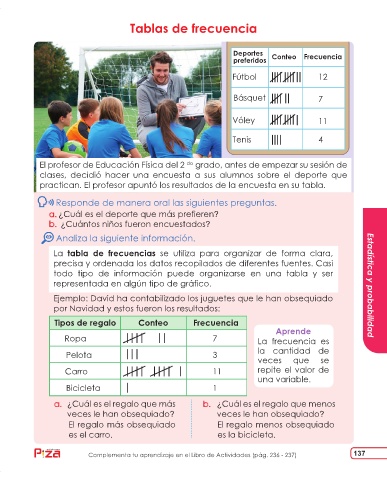 Tablas de frecuencia
Deportes preferidos Conteo Frecuencia
Fútbol 12
Básquet 7
Vóley 11
Tenis 4
El profesor de Educación Física del 2 do grado, antes de empezar su sesión de
clases, decidió hacer una encuesta a sus alumnos sobre el deporte que
practican. El profesor apuntó los resultados de la encuesta en su tabla.
Responde de manera oral las siguientes preguntas.
a. ¿Cuál es el deporte que más prefieren?
b. ¿Cuántos niños fueron encuestados?
Analiza la siguiente información.
La tabla de frecuencias se utiliza para organizar de forma clara,
precisa y ordenada los datos recopilados de diferentes fuentes. Casi
todo tipo de información puede organizarse en una tabla y ser
representada en algún tipo de gráfico.
Ejemplo: David ha contabilizado los juguetes que le han obsequiado
por Navidad y estos fueron los resultados:
Tipos de regalo Conteo Frecuencia
Ropa 7
Pelota 3
Carro 11
Bicicleta 1
Aprende
La frecuencia es
la cantidad de
veces que se
repite el valor de
una variable.
a. ¿Cuál es el regalo que más
veces le han obsequiado?
El regalo más obsequiado
es el carro.
b. ¿Cuál es el regalo que menos
veces le han obsequiado?
El regalo menos obsequiado
es la bicicleta.
Estadística y probabilidad
Complementa tu aprendizaje en el Libro de Actividades (pág. 236 - 237)
137